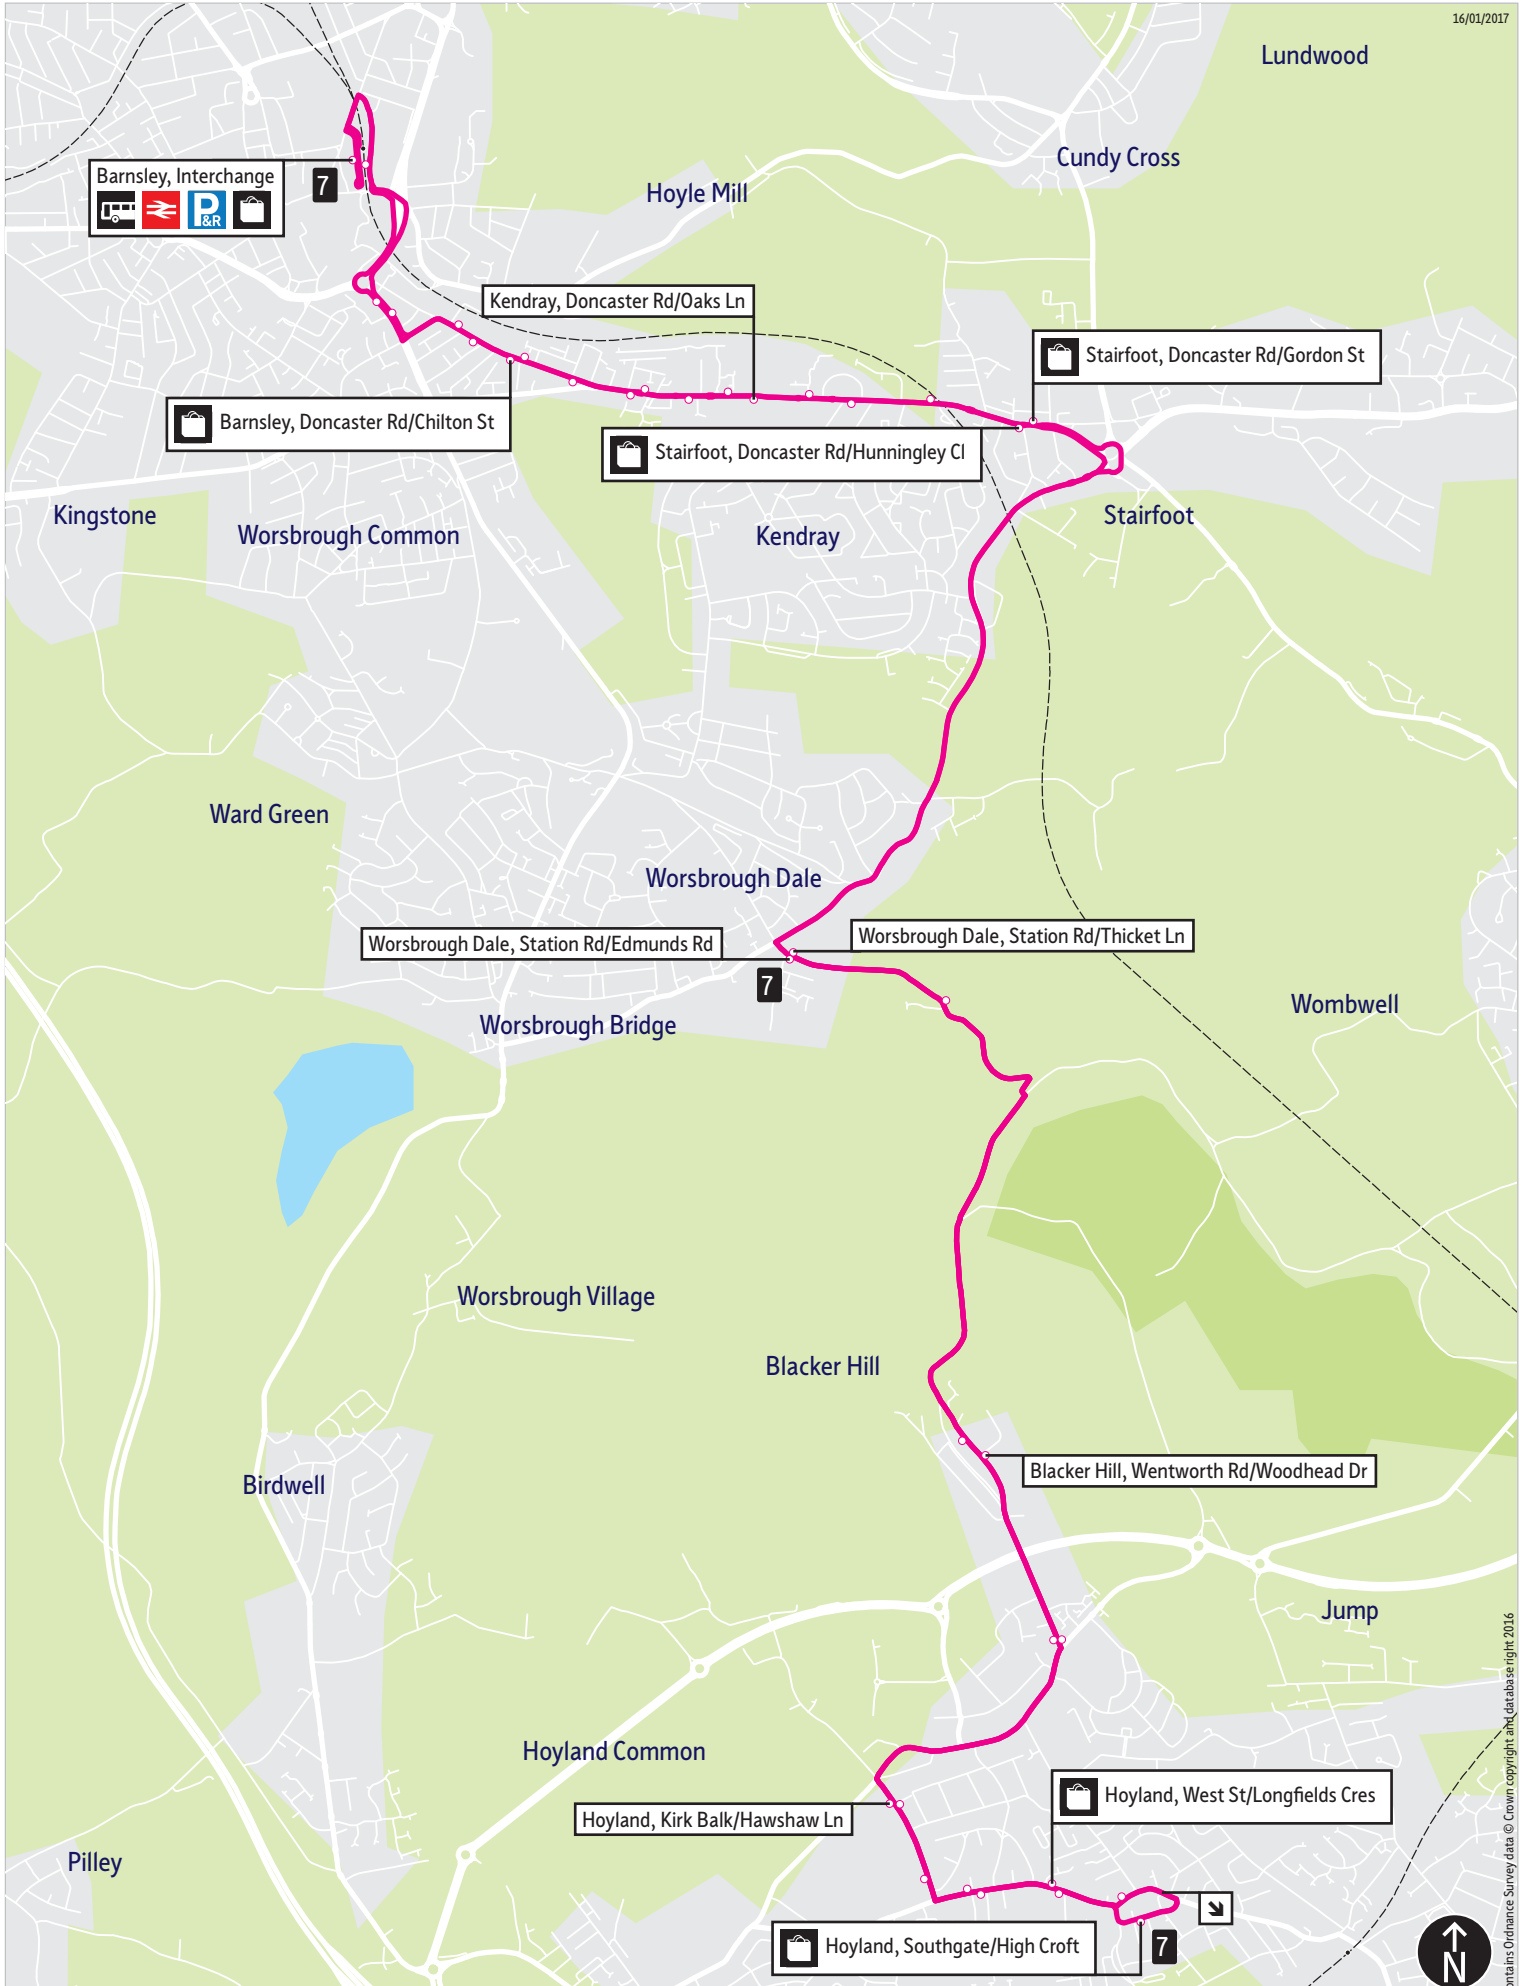 16/01/2017
Lundwood
Cundy Cross
Barnsley, Interchange
P
&R
7
Hoyle Mill
Kendray, Doncaster Rd/Oaks Ln
Stairfoot, Doncaster Rd/Gordon St
Barnsley, Doncaster Rd/Chilton St
Stairfoot, Doncaster Rd/Hunningley Cl
Kingstone
Worsbrough Common
Kendray
Stairfoot
Ward Green
Worsbrough Dale
Worsbrough Dale, Station Rd/Edmunds Rd
Worsbrough Dale, Station Rd/Thicket Ln
7
Wombwell
Worsbrough Bridge
Worsbrough Village
Blacker Hill
Birdwell
Blacker Hill, Wentworth Rd/Woodhead Dr
Jump
Hoyland Common
Hoyland, West St/Longfields Cres
Hoyland, Kirk Balk/Hawshaw Ln
Pilley
Hoyland, Southgate/High Croft
7
N
ontains Ordnance Survey data © Crown copyright and database right 2016